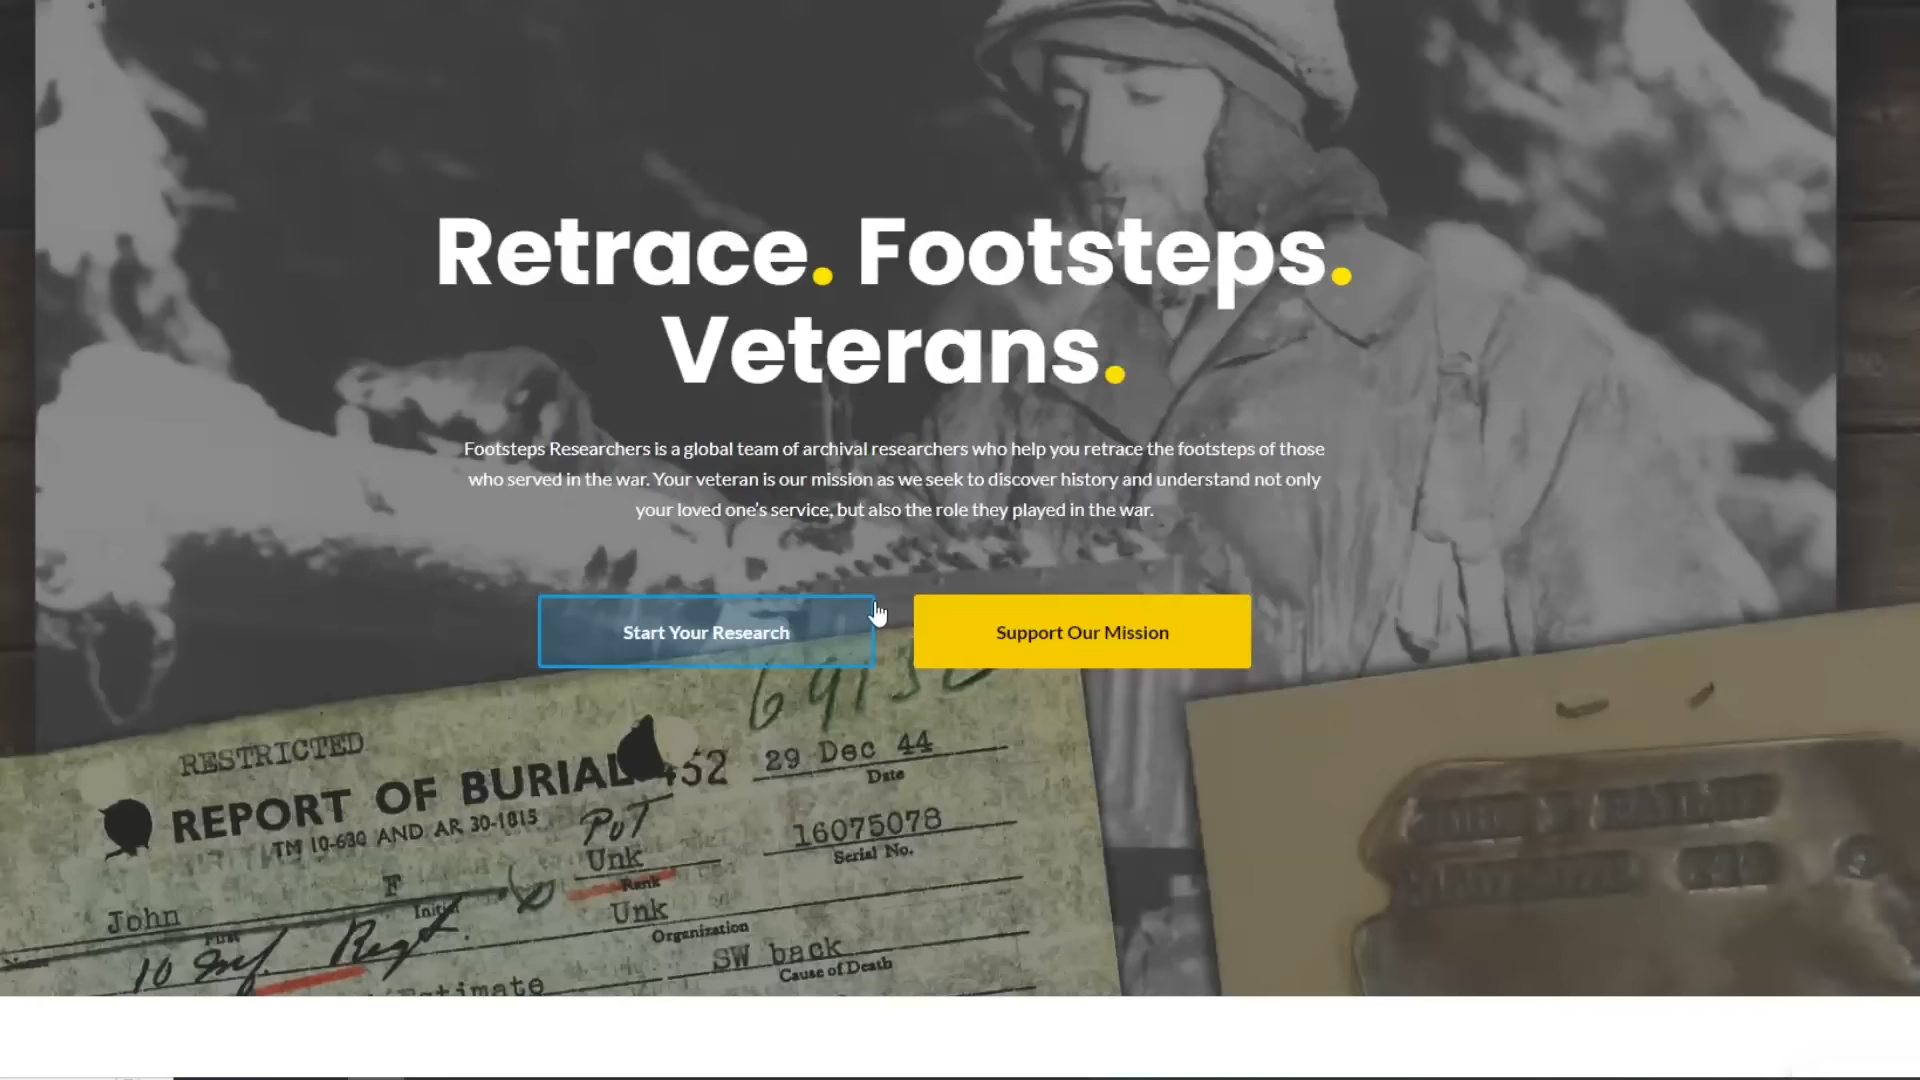 Retrace. Footsteps.
Veterans.
Footsteps Researchers is a global team of archival researchers who help you retrace the footsteps of those
who served in the war. Your veteran is our mission as we seek to discover history and understand not only
your loved one's service, but also the role they played in the war.
Start Your Research
Support Our Mission
RESTRICTED
REPORT OF BURIAL
TM 10-630 AND AR 30-1815
452
29 Dec 44
Date
PVT
Unk
Rank
16075078
Serial No.
John
First
F
Initial
Unk
Organization
10 Inf. Regt.
SW back
Cause of Death
Estimate